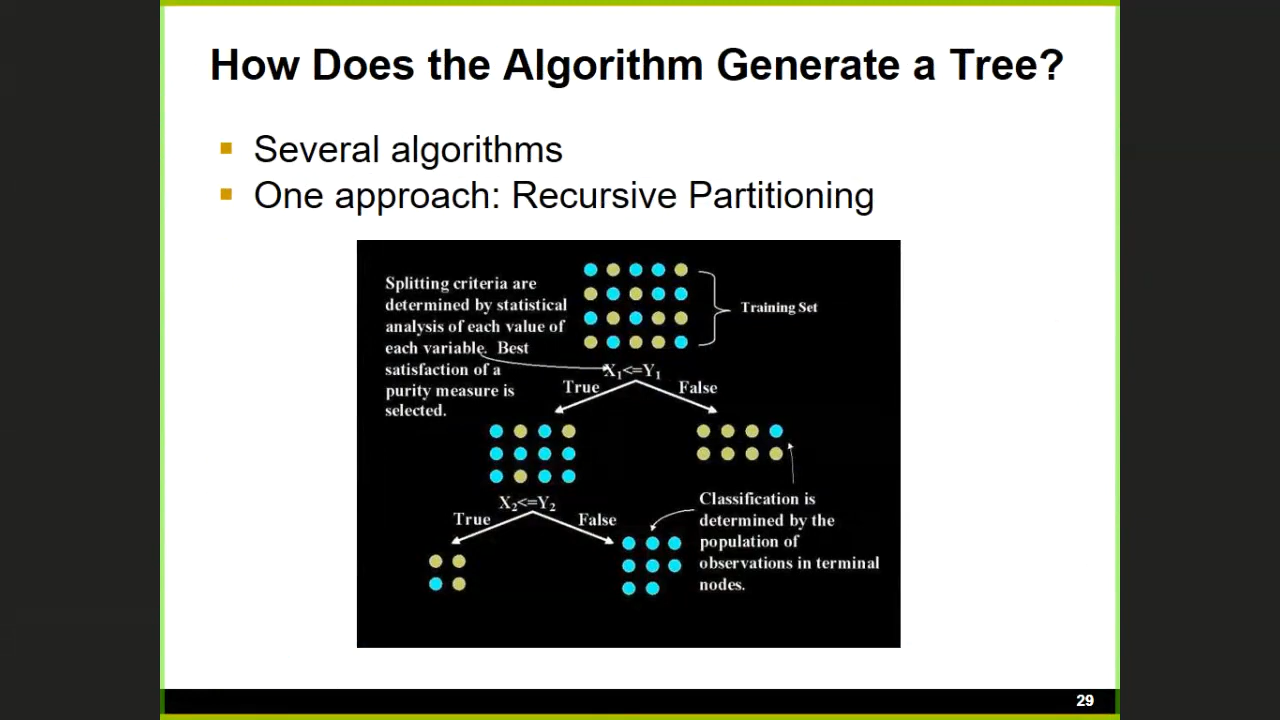 How Does the Algorithm Generate a Tree?
Several algorithms
One approach: Recursive Partitioning
Splitting criteria are
determined by statistical
analysis of each value of
each variable. Best
satisfaction of a
purity measure is
selected.
Training Set
X1<=Y1
True
False
X2<=Y2
True
False
Classification is
determined by the
population of
observations in terminal
nodes.
29